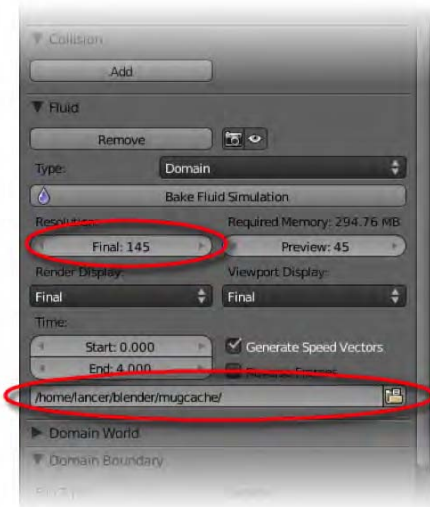 Collision
Add
Fluid
Remove
Type: Domain
Bake Fluid Simulation
Resolution: Required Memory: 294.76 MB
Final: 145 Preview: 45
Render Display: Viewport Display:
Final Final
Time:
Start: 0.000 Generate Speed Vectors
End: 4.000 Reverse Frames
/home/lancer/blender/mugcache/
Domain World
Domain Boundary